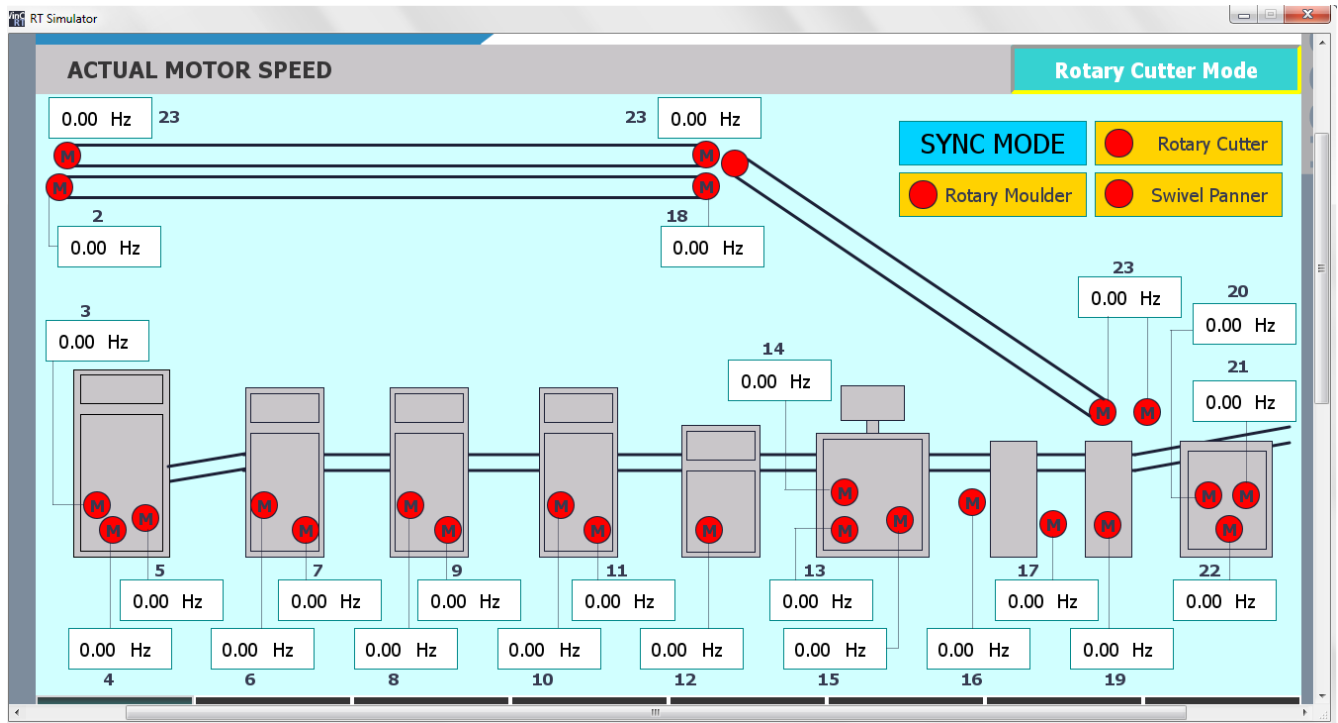 WinC
RT
RT Simulator
ACTUAL MOTOR SPEED
Rotary Cutter Mode
0.00 Hz 23
23 0.00 Hz
SYNC MODE
Rotary Cutter
Rotary Moulder
Swivel Panner
M
M
M
M
2
0.00 Hz
18
0.00 Hz
23
0.00 Hz
20
0.00 Hz
3
0.00 Hz
14
0.00 Hz
21
0.00 Hz
M M
M M M
M M
M M
M M
M
M M M
M M M
M M M
5 7 9 11 13 17 22
0.00 Hz 0.00 Hz 0.00 Hz 0.00 Hz 0.00 Hz 0.00 Hz 0.00 Hz
0.00 Hz 0.00 Hz 0.00 Hz 0.00 Hz 0.00 Hz 0.00 Hz 0.00 Hz 0.00 Hz
4 6 8 10 12 15 16 19